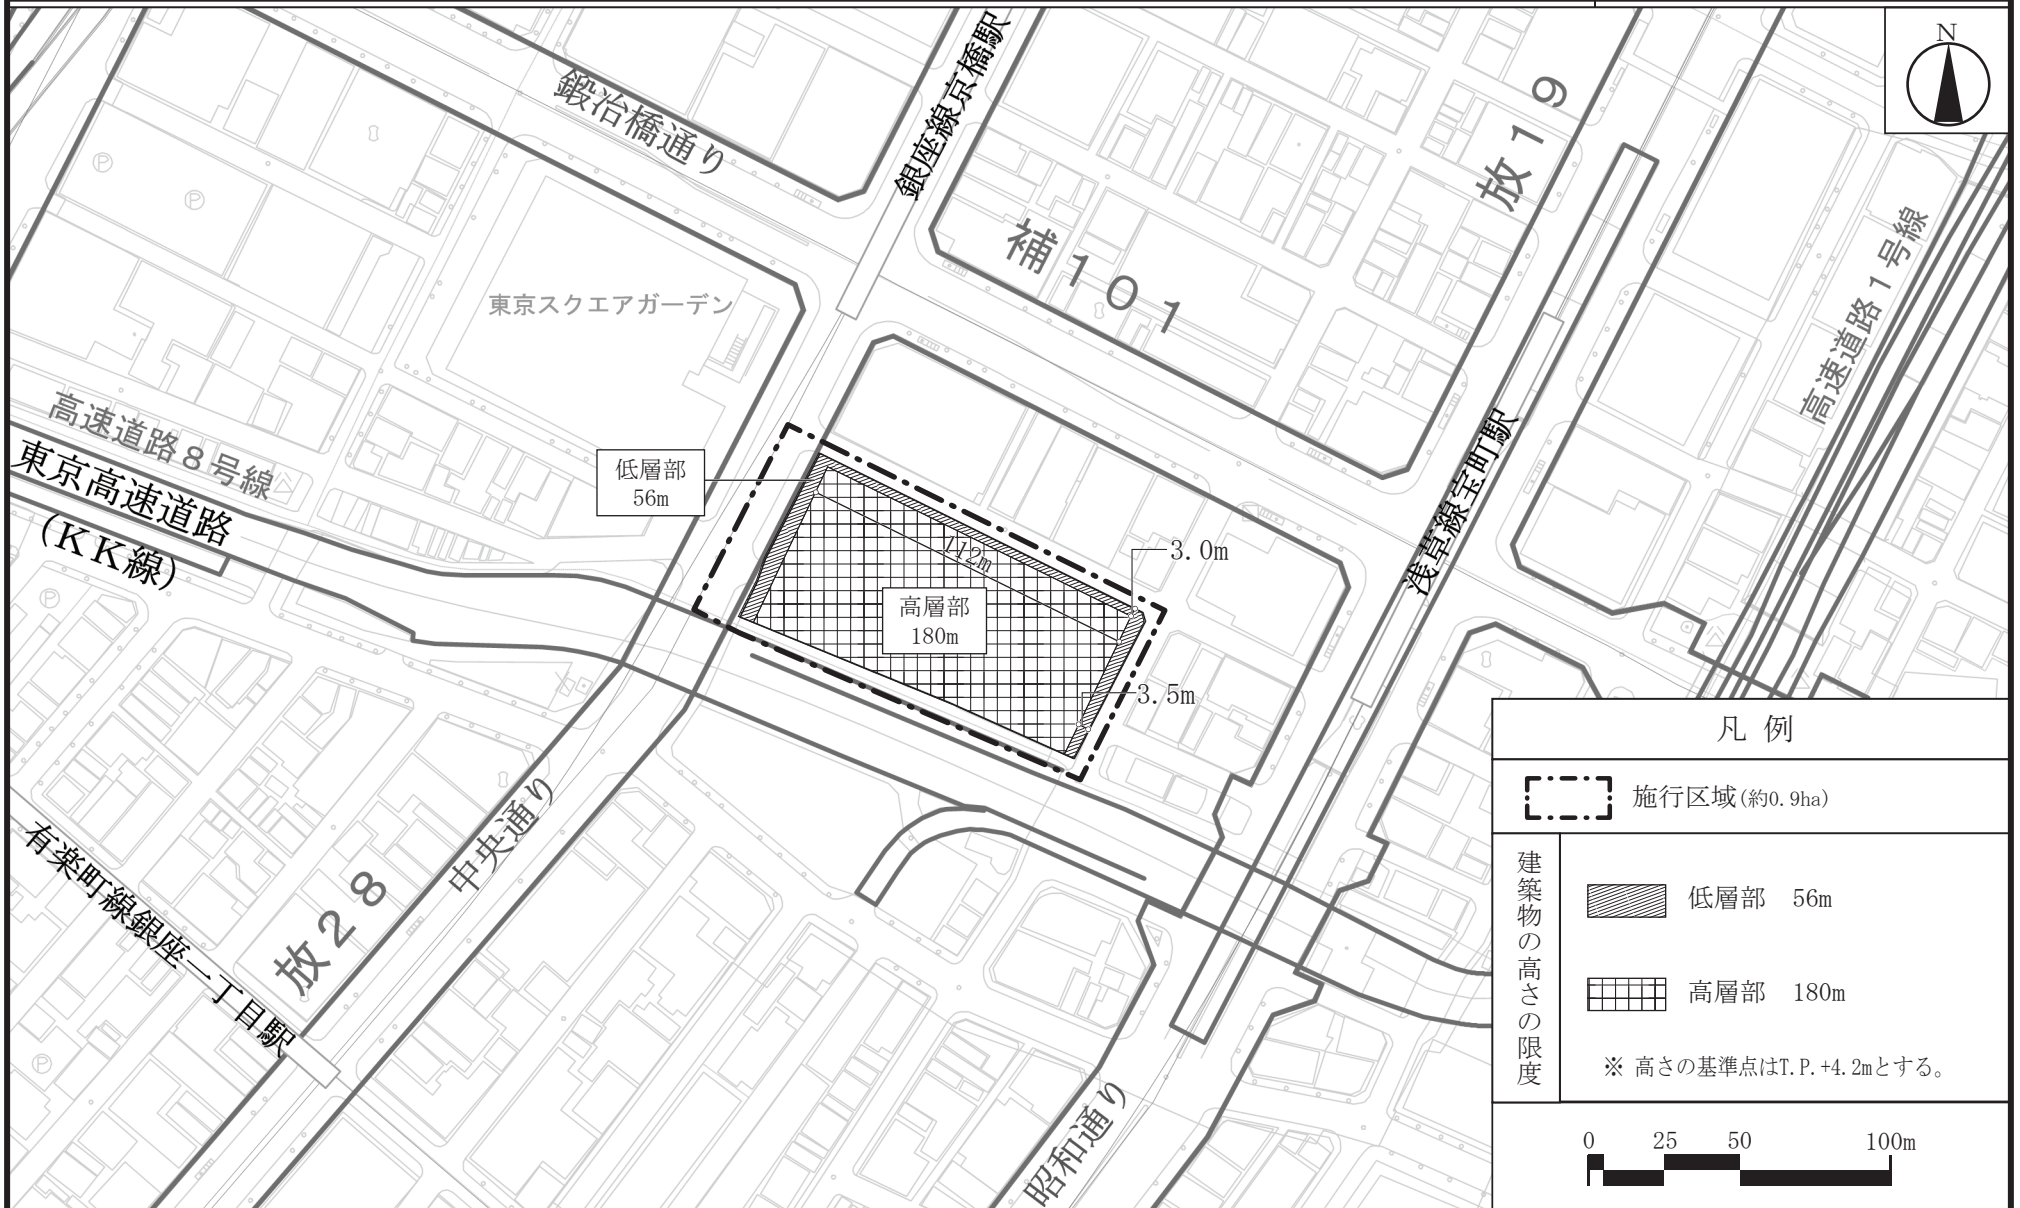 N
銀座線京橋駅
鍛冶橋通り
放19
補101
高速道路1号線
東京スクエアガーデン
高速道路8号線
東京高速道路
(KK線)
浅草線宝町駅
低層部
56m
112m
3.0m
高層部
180m
3.5m
中央通り
有楽町線銀座一丁目駅
放28
昭和通り
凡 例
施行区域(約0.9ha)
建築物の高さの限度
低層部 56m
高層部 180m
※ 高さの基準点はT.P.+4.2mとする。
0 25 50 100m
P
P
P
P